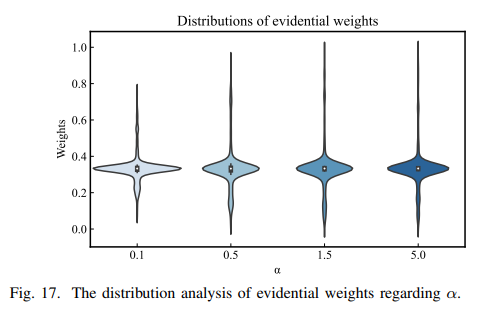 Distributions of evidential weights
Weights
1.0
0.8
0.6
0.4
0.2
0.0
0.1 0.5 1.5 5.0
α
Fig. 17. The distribution analysis of evidential weights regarding α.